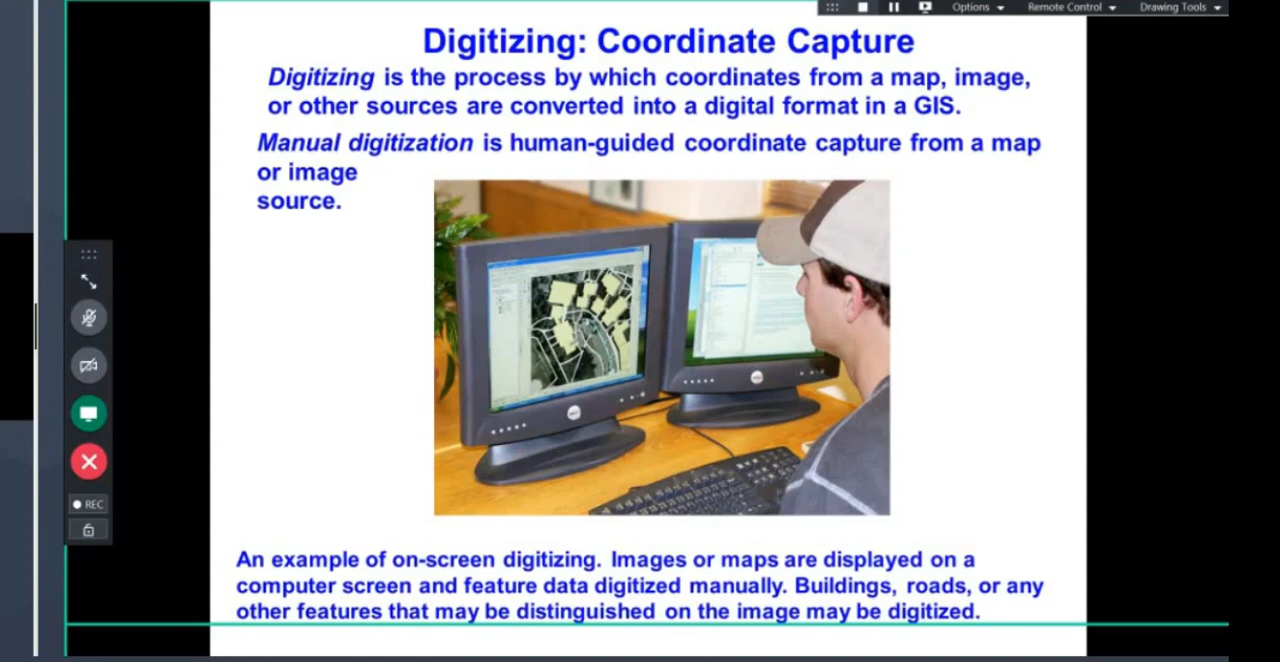 Options
Remote Control
Drawing Tools
Digitizing: Coordinate Capture
Digitizing is the process by which coordinates from a map, image,
or other sources are converted into a digital format in a GIS.
Manual digitization is human-guided coordinate capture from a map
or image
source.
REC
An example of on-screen digitizing. Images or maps are displayed on a
computer screen and feature data digitized manually. Buildings, roads, or any
other features that may be distinguished on the image may be digitized.